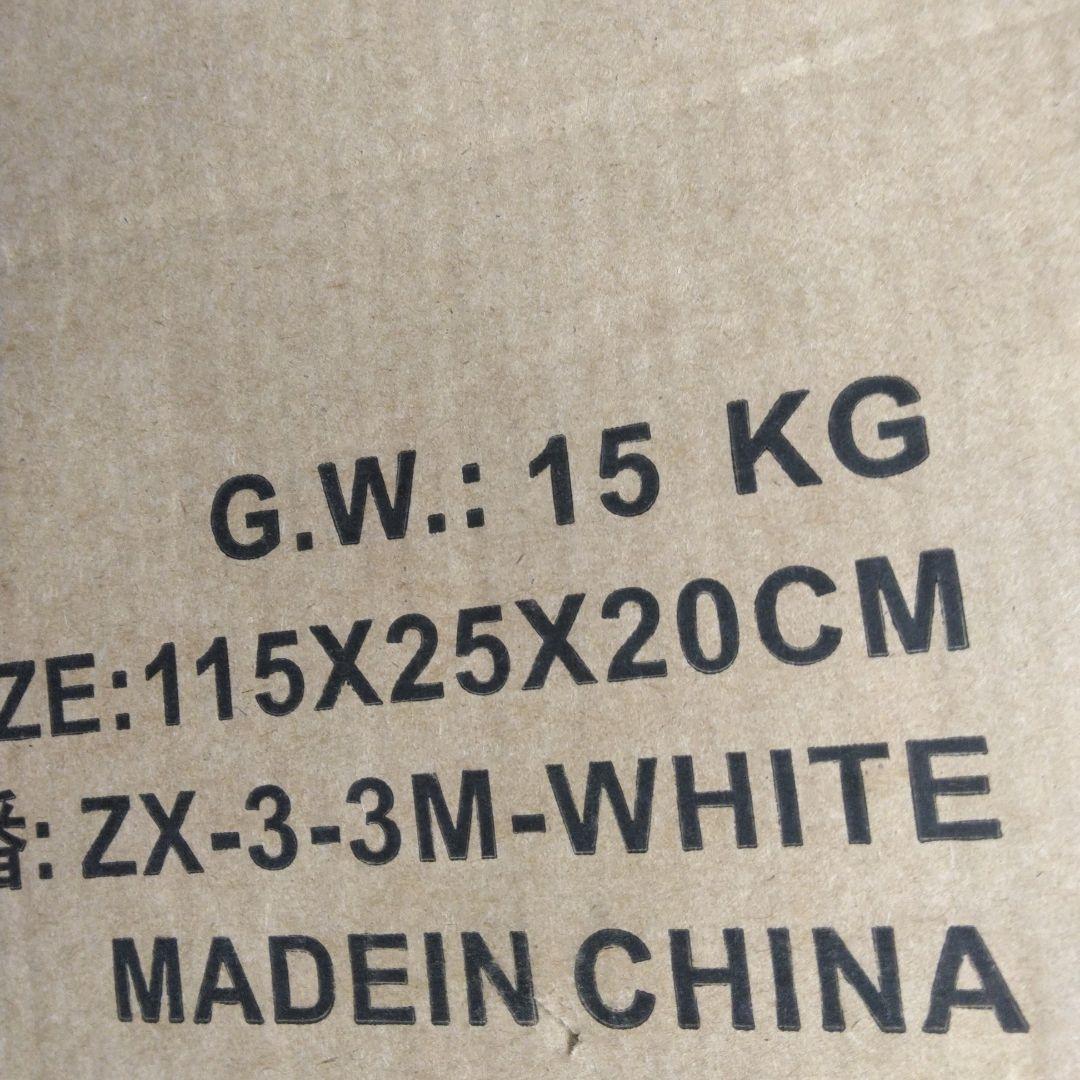 G.W.: 15 KG
ZE:115X25X20CM
番: ZX-3-3M-WHITE
MADEIN CHINA